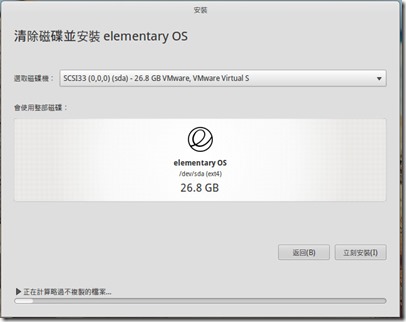 安裝
清除磁碟並安裝 elementary OS
選取磁碟機： SCSI33 (0,0,0) (sda) - 26.8 GB VMware, VMware Virtual S
會使用整部磁碟：
elementary OS
/dev/sda (ext4)
26.8 GB
返回(B) 立刻安裝(I)
正在計算略過不複製的檔案...